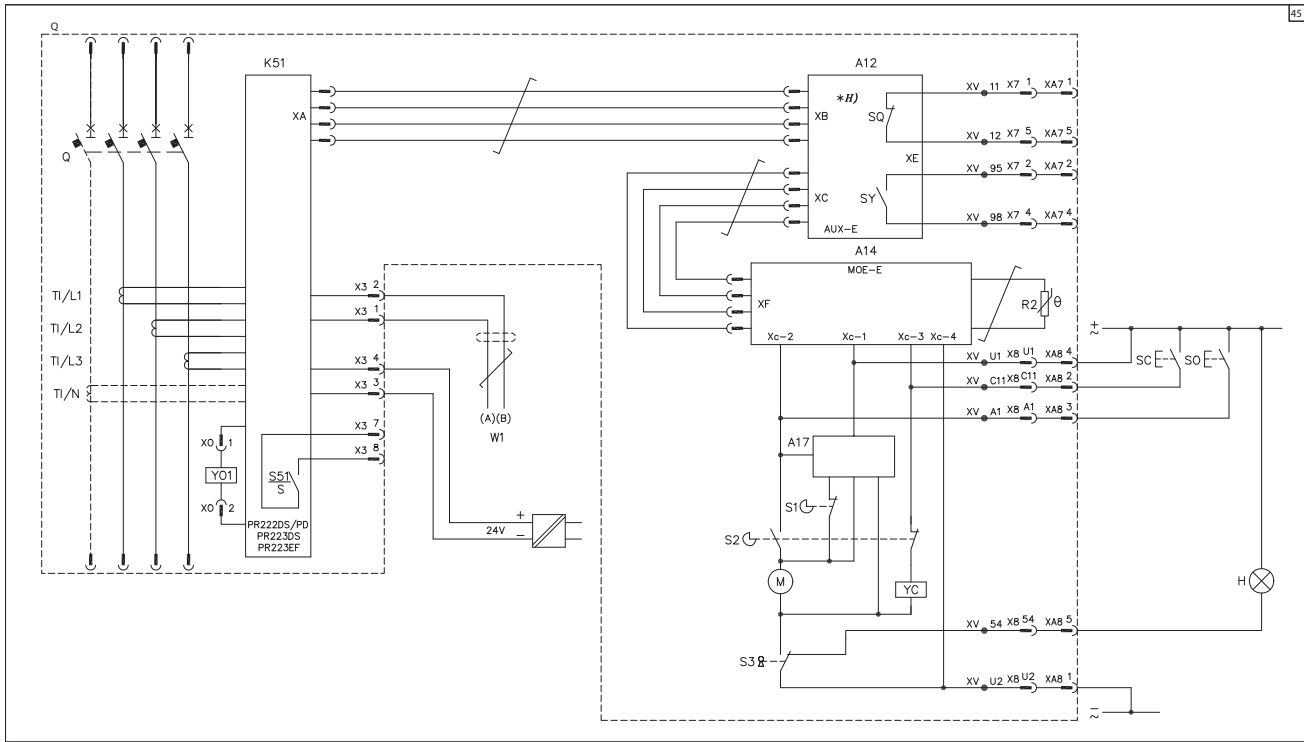 45
Q
K51
A12
XA
*H)
XB
SQ
XE
XC
SY
AUX-E
XV 11 X7 1 XA7 1
XV 12 X7 5 XA7 5
XV 95 X7 2 XA7 2
XV 98 X7 4 XA7 4
Q
A14
MOE-E
XF
R2 θ
Xc-2 Xc-1 Xc-3 Xc-4
TI/L1
TI/L2
TI/L3
TI/N
X3 2
X3 1
X3 4
X3 3
X3 7
X3 8
(A)(B)
W1
+
~
SC
SO
XV U1 X8 U1 XA8 4
XV C11 X8 C11 XA8 2
XV A1 X8 A1 XA8 3
XO 1
YO1
XO 2
S51
S
PR222DS/PD
PR223DS
PR223EF
+
24V
−
A17
S1
S2
M
YC
H
XV 54 X8 54 XA8 5
S3
XV U2 X8 U2 XA8 1
−
~